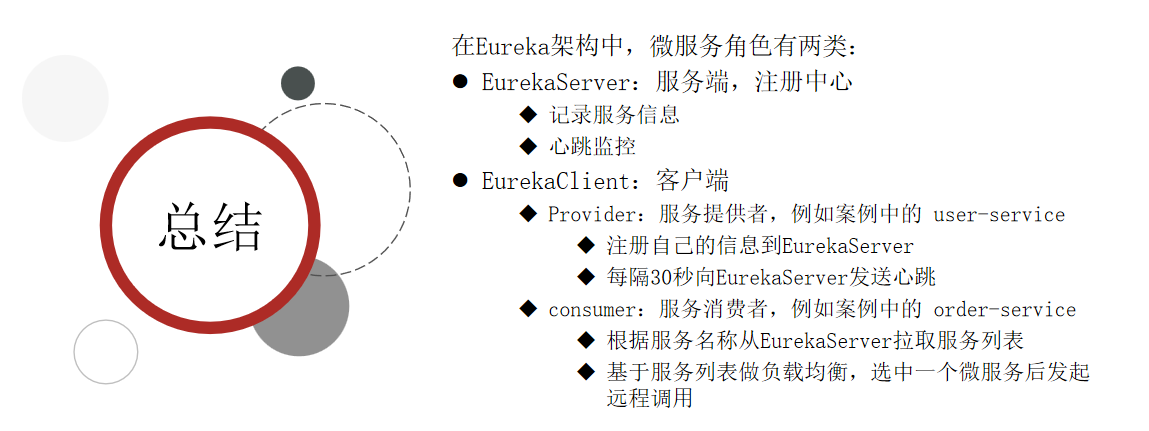 总结
在Eureka架构中，微服务角色有两类：
● EurekaServer：服务端，注册中心
◆ 记录服务信息
◆ 心跳监控
● EurekaClient：客户端
◆ Provider：服务提供者，例如案例中的 user-service
◆ 注册自己的信息到EurekaServer
◆ 每隔30秒向EurekaServer发送心跳
◆ consumer：服务消费者，例如案例中的 order-service
◆ 根据服务名称从EurekaServer拉取服务列表
◆ 基于服务列表做负载均衡，选中一个微服务后发起
远程调用